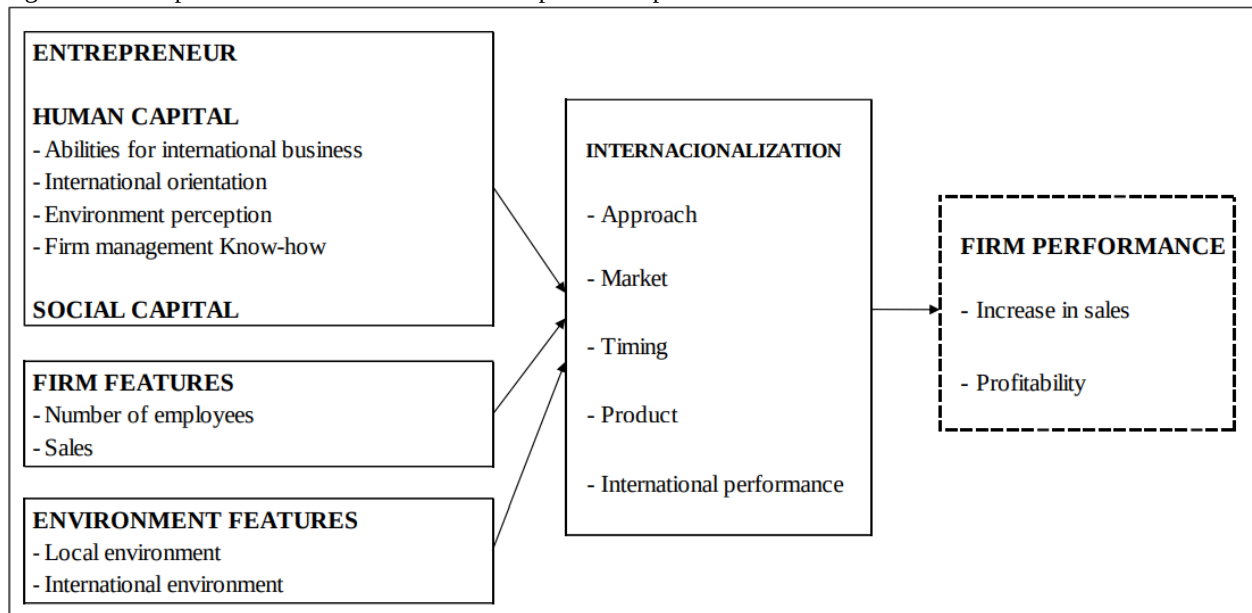 ENTREPRENEUR
HUMAN CAPITAL
- Abilities for international business
- International orientation
- Environment perception
- Firm management Know-how
SOCIAL CAPITAL
FIRM FEATURES
- Number of employees
- Sales
ENVIRONMENT FEATURES
- Local environment
- International environment
INTERNACIONALIZATION
- Approach
- Market
- Timing
- Product
- International performance
FIRM PERFORMANCE
- Increase in sales
- Profitability